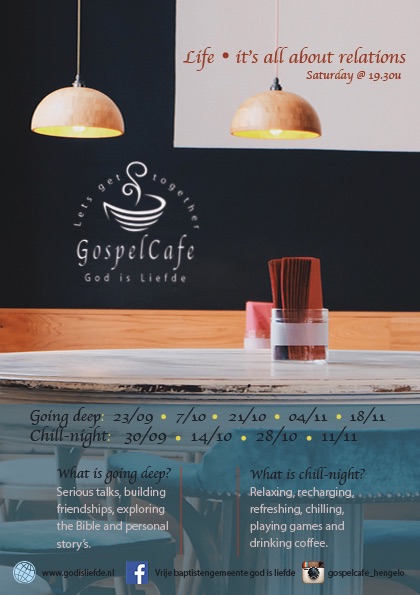 Life • it's all about relations
Saturday @ 19.30u
Lets get together
GospelCafe
God is Liefde
Going deep: 23/09 • 7/10 • 21/10 • 04/11 • 18/11
Chill-night: 30/09 • 14/10 • 28/10 • 11/11
What is going deep?
Serious talks, building
friendships, exploring
the Bible and personal
story's.
What is chill-night?
Relaxing, recharging,
refreshing, chilling,
playing games and
drinking coffee.
www.godisliefde.nl
Vrije baptistengemeente god is liefde
gospelcafe_hengelo